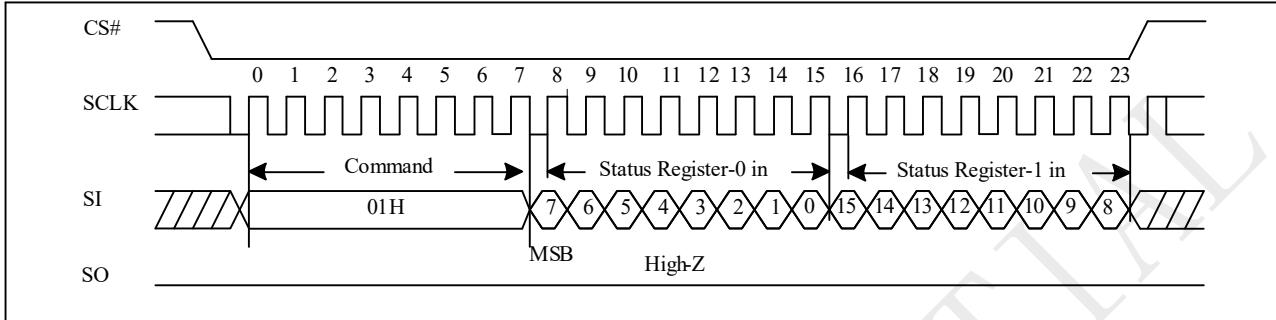 CS#
0 1 2 3 4 5 6 7 8 9 10 11 12 13 14 15 16 17 18 19 20 21 22 23
SCLK
Command Status Register-0 in Status Register-1 in
SI 01H 7 6 5 4 3 2 1 0 15 14 13 12 11 10 9 8
MSB High-Z
SO
TIAL